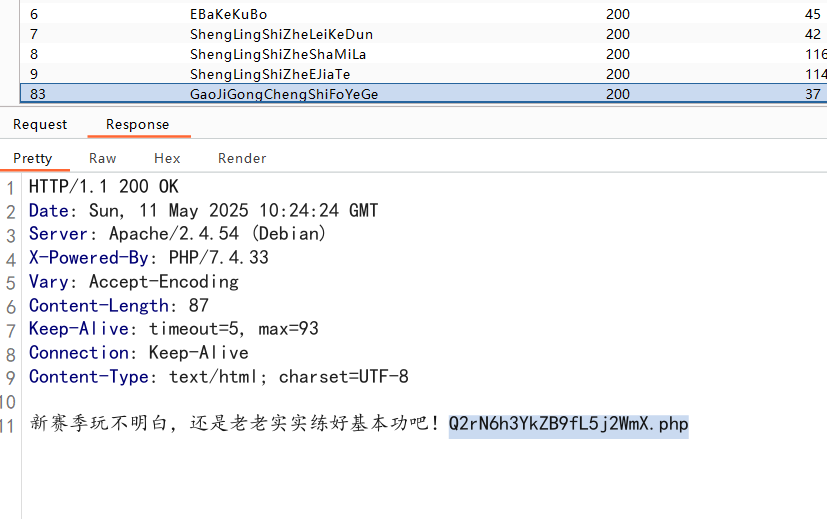 6 EBaKeKuBo 200 45
7 ShengLingShiZheLeiKeDun 200 42
8 ShengLingShiZheShaMiLa 200 116
9 ShengLingShiZheEJiaTe 200 114
83 GaoJiGongChengShiFoYeGe 200 37
Request Response
Pretty Raw Hex Render
1 HTTP/1.1 200 OK
2 Date: Sun, 11 May 2025 10:24:24 GMT
3 Server: Apache/2.4.54 (Debian)
4 X-Powered-By: PHP/7.4.33
5 Vary: Accept-Encoding
6 Content-Length: 87
7 Keep-Alive: timeout=5, max=93
8 Connection: Keep-Alive
9 Content-Type: text/html; charset=UTF-8
10
11 新赛季玩不明白，还是老老实实练好基本功吧！Q2rN6h3YkZB9fL5j2WmX.php